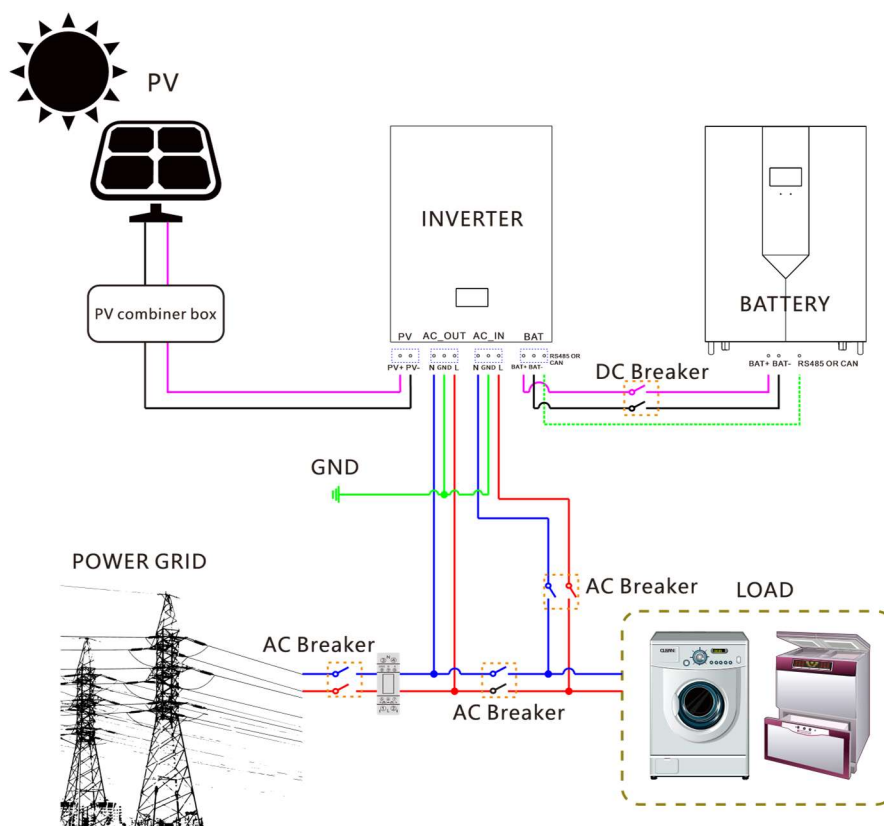 PV
INVERTER
BATTERY
PV combiner box
PV AC_OUT AC_IN BAT
RS485 OR
CAN
PV+ PV- N GND L N GND L BAT+ BAT-
BAT+ BAT- RS485 OR CAN
DC Breaker
GND
POWER GRID
AC Breaker
LOAD
AC Breaker
AC Breaker